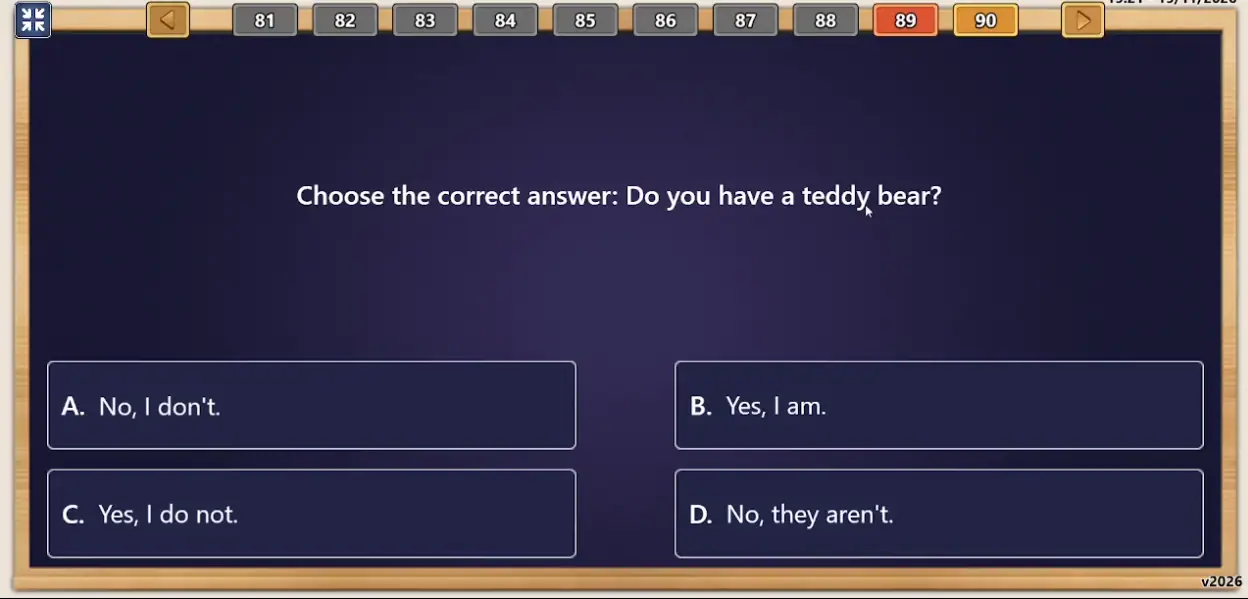 81 82 83 84 85 86 87 88 89 90
Choose the correct answer: Do you have a teddy bear?
A. No, I don't.
B. Yes, I am.
C. Yes, I do not.
D. No, they aren't.
v2026